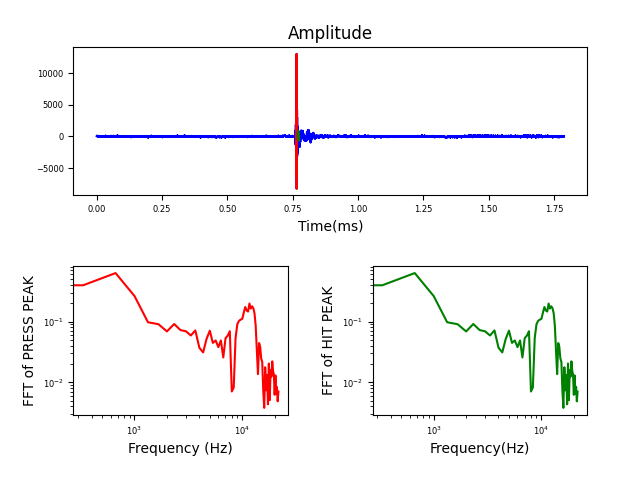 Amplitude
10000
5000
0
−5000
0.00 0.25 0.50 0.75 1.00 1.25 1.50 1.75
Time(ms)
FFT of PRESS PEAK
10⁻¹
10⁻²
10³ 10⁴
Frequency (Hz)
FFT of HIT PEAK
10⁻¹
10⁻²
10³ 10⁴
Frequency(Hz)